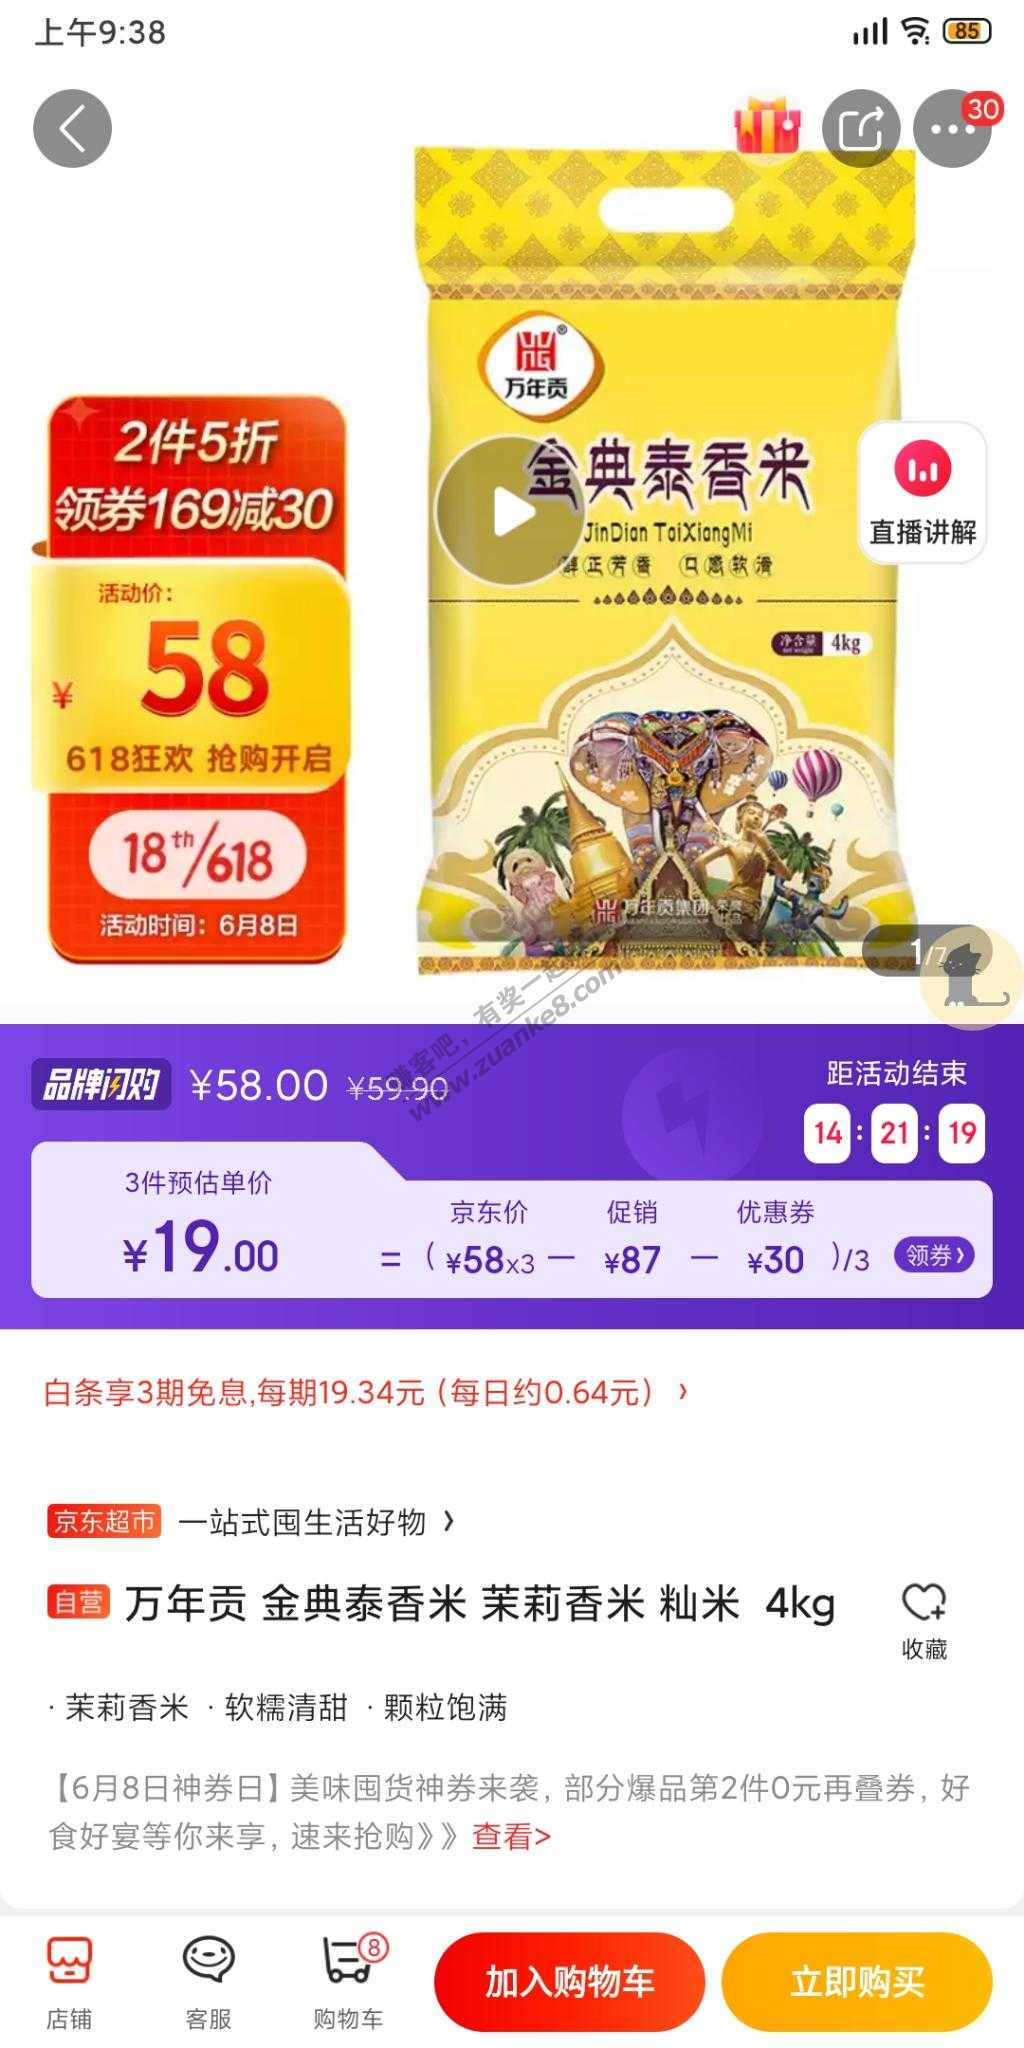 上午9:38
85
30
万年贡
®
金典泰香米
JinDian TaiXiangMi
醇正芳香 口感软滑
净含量 4kg
net weight
2件5折
领券169减30
活动价：
¥ 58
618狂欢 抢购开启
18th/618
活动时间：6月8日
直播讲解
万年贡集团
1/7
赚客吧，有奖一起赚
www.zuanke8.com
品牌闪购 ¥58.00 ¥59.90
距活动结束
14 : 21 : 19
3件预估单价
¥19.00
京东价 促销 优惠券
= ( ¥58x3 — ¥87 — ¥30 )/3 领券›
白条享3期免息,每期19.34元（每日约0.64元） ›
京东超市 一站式囤生活好物 ›
自营 万年贡 金典泰香米 茉莉香米 籼米 4kg
收藏
· 茉莉香米 · 软糯清甜 · 颗粒饱满
【6月8日神券日】美味囤货神券来袭，部分爆品第2件0元再叠券，好
食好宴等你来享，速来抢购》》查看>
店铺
客服
8
购物车
加入购物车
立即购买